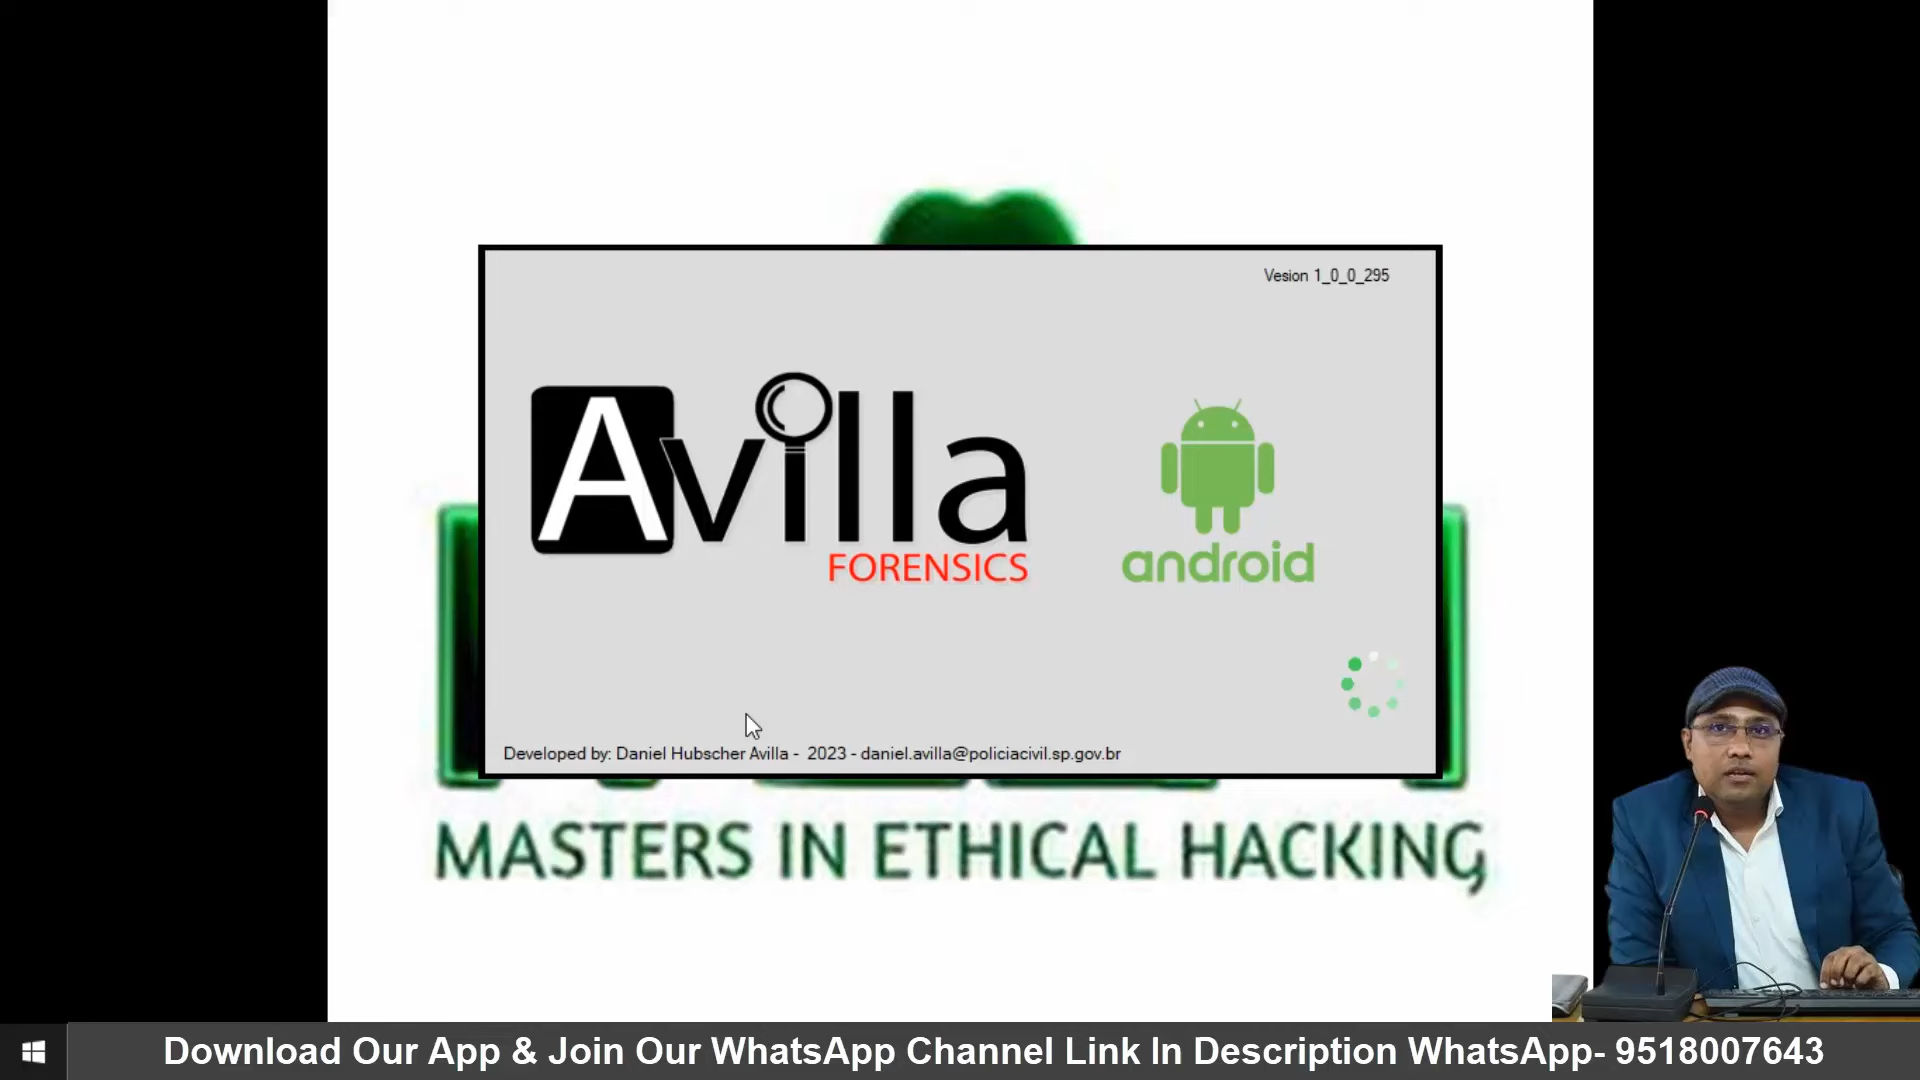 Vesion 1_0_0_295
Avilla
FORENSICS
android
Developed by: Daniel Hubscher Avilla - 2023 - daniel.avilla@policiacivil.sp.gov.br
MASTERS IN ETHICAL HACKING
Download Our App & Join Our WhatsApp Channel Link In Description WhatsApp- 9518007643